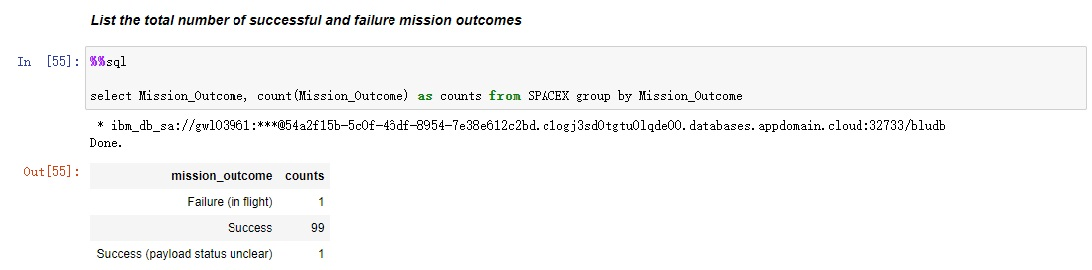 List the total number of successful and failure mission outcomes
In [55]: %%sql
select Mission_Outcome, count(Mission_Outcome) as counts from SPACEX group by Mission_Outcome
* ibm_db_sa://gwl03961:***@54a2f15b-5c0f-46df-8954-7e38e612c2bd.c1ogj3sd0tgtu0lqde00.databases.appdomain.cloud:32733/bludb
Done.
Out[55]:
mission_outcome counts
Failure (in flight) 1
Success 99
Success (payload status unclear) 1